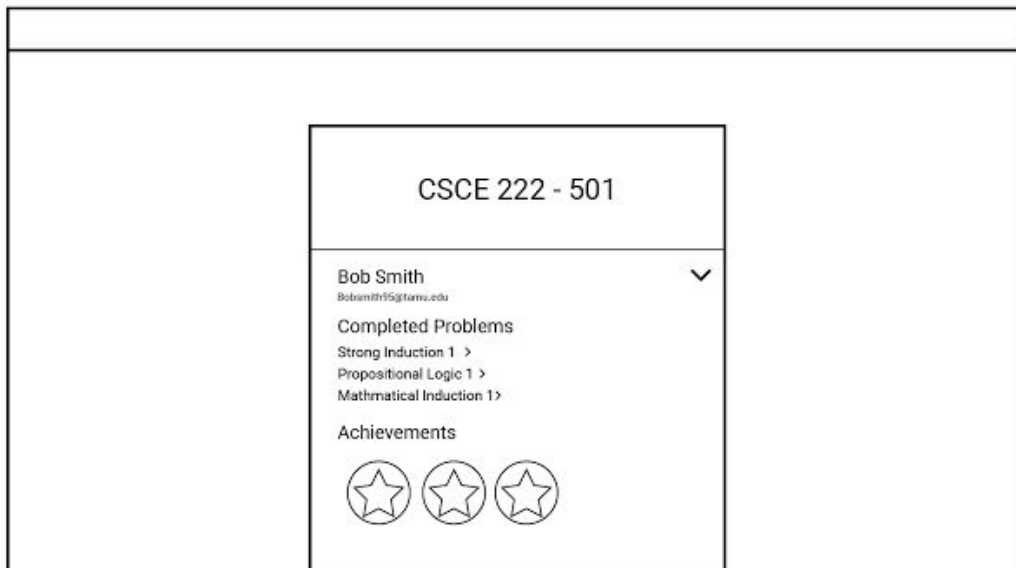 CSCE 222 - 501
Bob Smith
Bobsmith95@tamu.edu
Completed Problems
Strong Induction 1 >
Propositional Logic 1 >
Mathmatical Induction 1>
Achievements